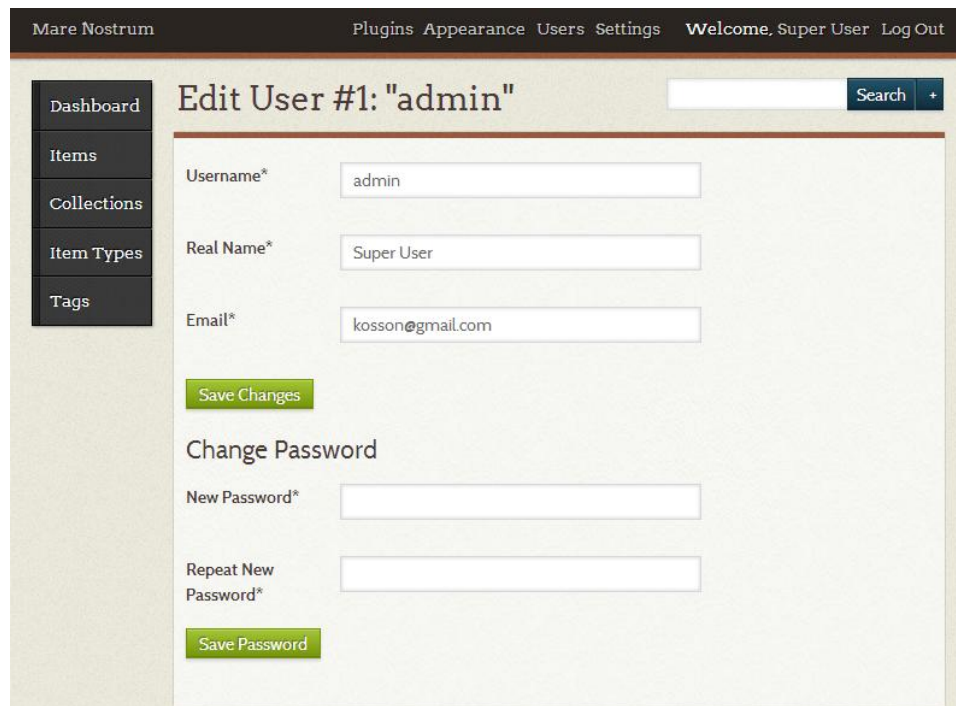 Mare Nostrum
Plugins Appearance Users Settings Welcome, Super User Log Out
Dashboard
Items
Collections
Item Types
Tags
Edit User #1: "admin"
Search +
Username*
admin
Real Name*
Super User
Email*
kosson@gmail.com
Save Changes
Change Password
New Password*
Repeat New
Password*
Save Password